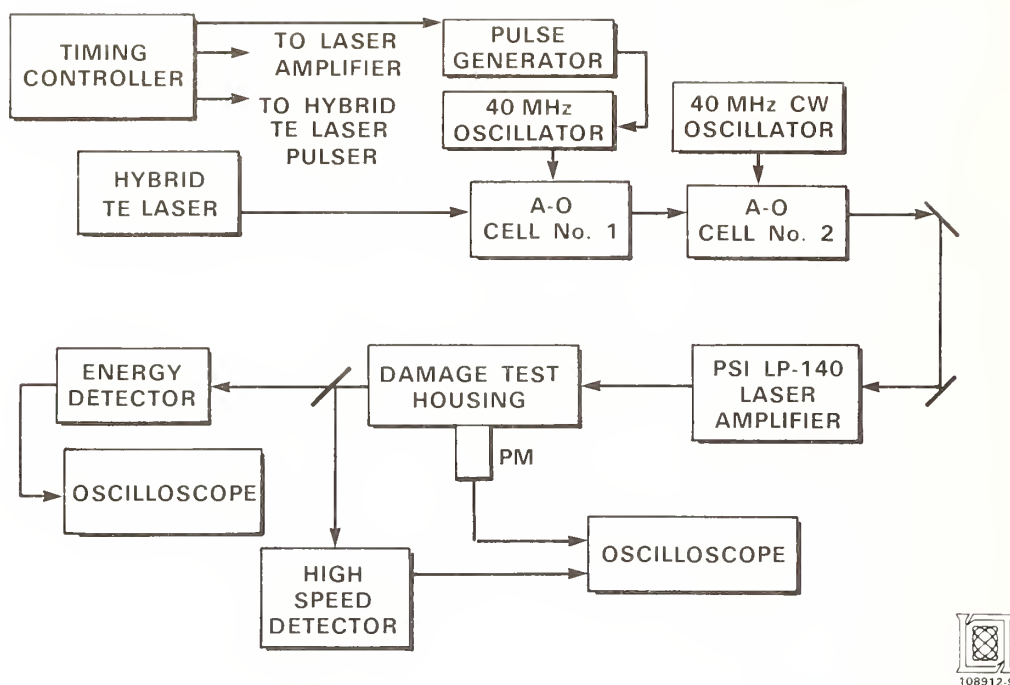 TIMING
CONTROLLER
TO LASER
AMPLIFIER
TO HYBRID
TE LASER
PULSER
PULSE
GENERATOR
40 MHz
OSCILLATOR
40 MHz CW
OSCILLATOR
HYBRID
TE LASER
A-O
CELL No. 1
A-O
CELL No. 2
ENERGY
DETECTOR
DAMAGE TEST
HOUSING
PSI LP-140
LASER
AMPLIFIER
PM
OSCILLOSCOPE
HIGH
SPEED
DETECTOR
OSCILLOSCOPE
108912-9